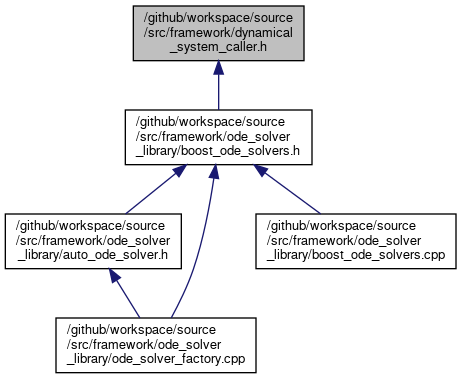 /github/workspace/source
/src/framework/dynamical
_system_caller.h
/github/workspace/source
/src/framework/ode_solver
_library/boost_ode_solvers.h
/github/workspace/source
/src/framework/ode_solver
_library/auto_ode_solver.h
/github/workspace/source
/src/framework/ode_solver
_library/boost_ode_solvers.cpp
/github/workspace/source
/src/framework/ode_solver
_library/ode_solver_factory.cpp